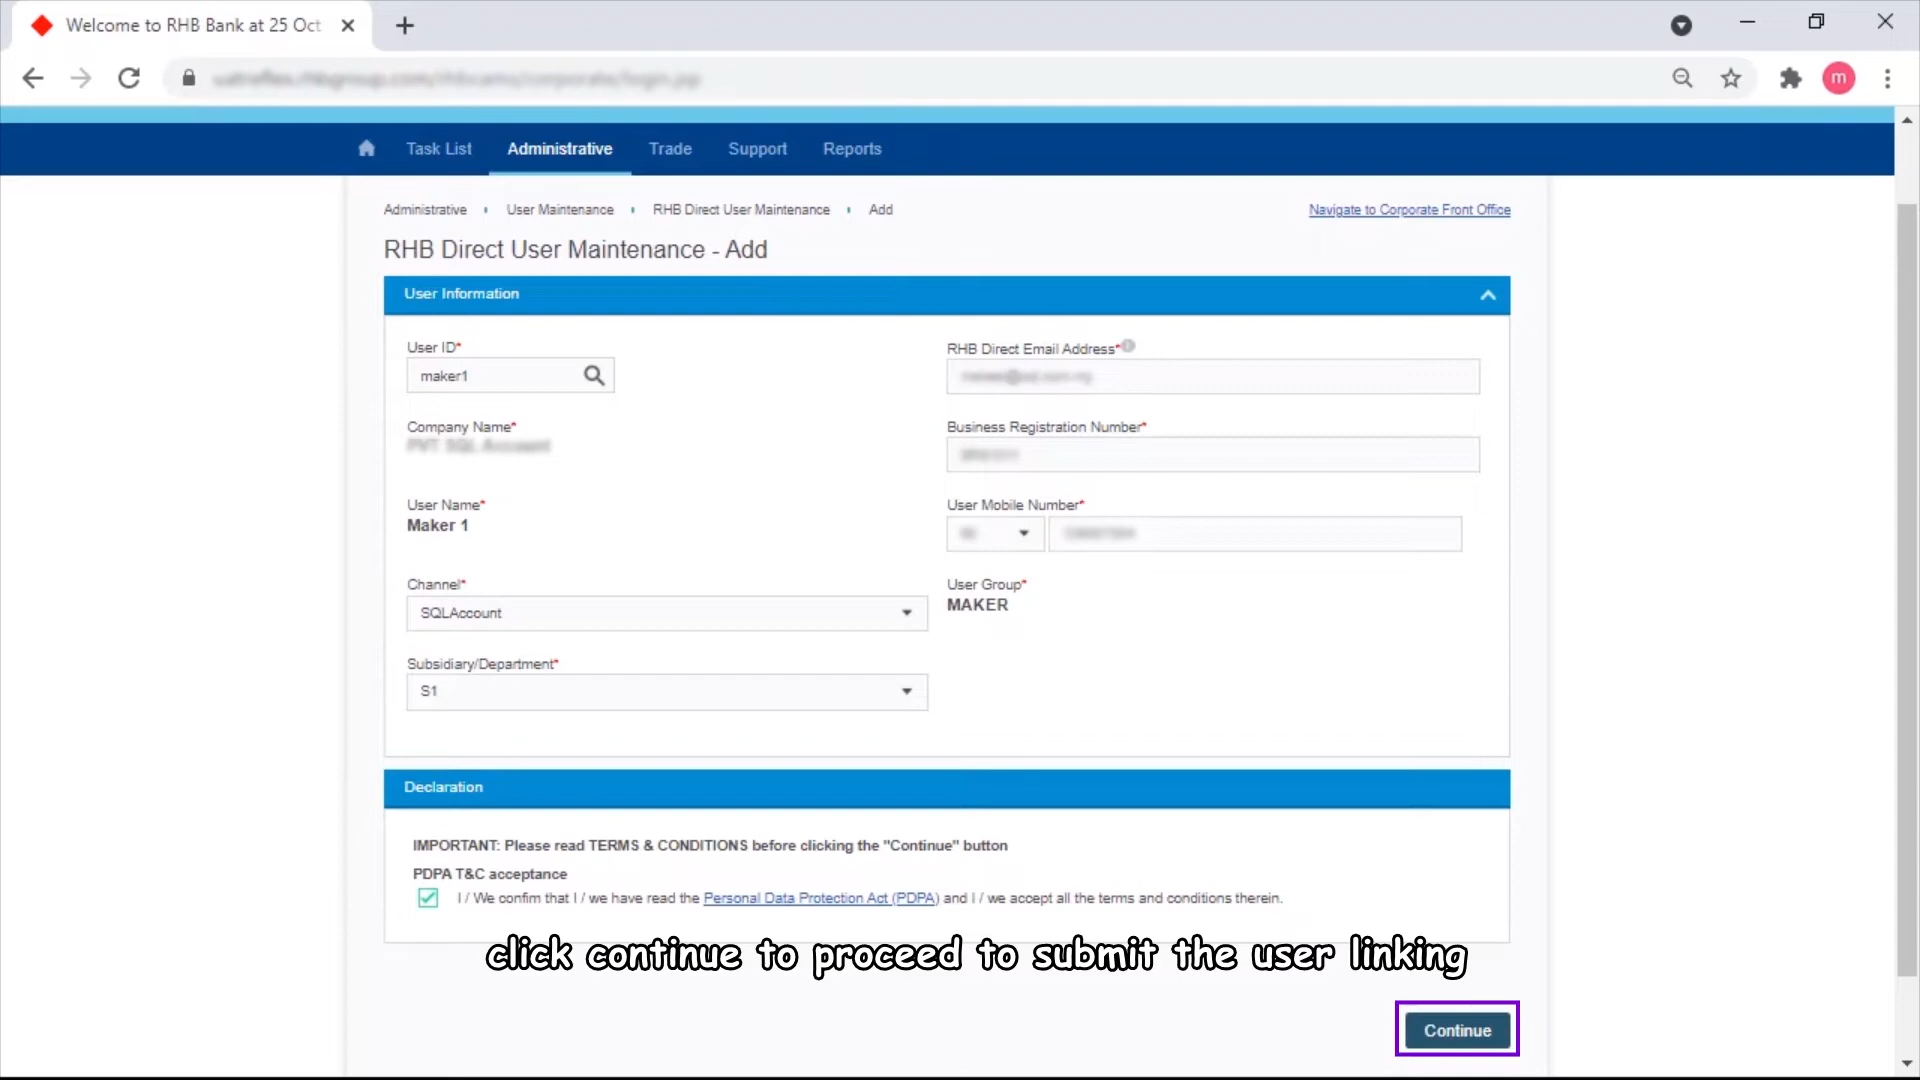 Welcome to RHB Bank at 25 Oct
m
Task List
Administrative
Trade
Support
Reports
Administrative
User Maintenance
RHB Direct User Maintenance
Add
Navigate to Corporate Front Office
RHB Direct User Maintenance - Add
User Information
User ID*
maker1
RHB Direct Email Address*
Company Name*
PVT SQL Account
Business Registration Number*
User Name*
Maker 1
User Mobile Number*
Channel*
SQLAccount
User Group*
MAKER
Subsidiary/Department*
S1
Declaration
IMPORTANT: Please read TERMS & CONDITIONS before clicking the "Continue" button
PDPA T&C acceptance
I / We confim that I / we have read the Personal Data Protection Act (PDPA) and I / we accept all the terms and conditions therein.
click continue to proceed to submit the user linking
Continue